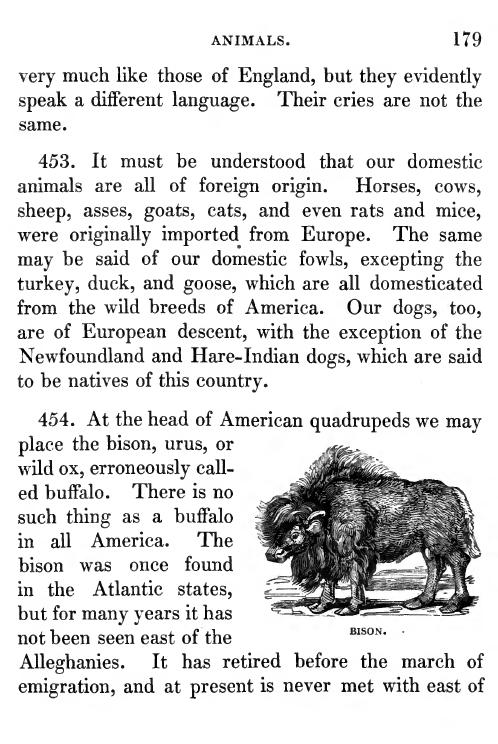 ANIMALS. 179
very much like those of England, but they evidently
speak a different language. Their cries are not the
same.
453. It must be understood that our domestic
animals are all of foreign origin. Horses, cows,
sheep, asses, goats, cats, and even rats and mice,
were originally imported from Europe. The same
may be said of our domestic fowls, excepting the
turkey, duck, and goose, which are all domesticated
from the wild breeds of America. Our dogs, too,
are of European descent, with the exception of the
Newfoundland and Hare-Indian dogs, which are said
to be natives of this country.
454. At the head of American quadrupeds we may
place the bison, urus, or
wild ox, erroneously call-
ed buffalo. There is no
such thing as a buffalo
in all America. The
bison was once found
in the Atlantic states,
but for many years it has
not been seen east of the
BISON.
Alleghanies. It has retired before the march of
emigration, and at present is never met with east of